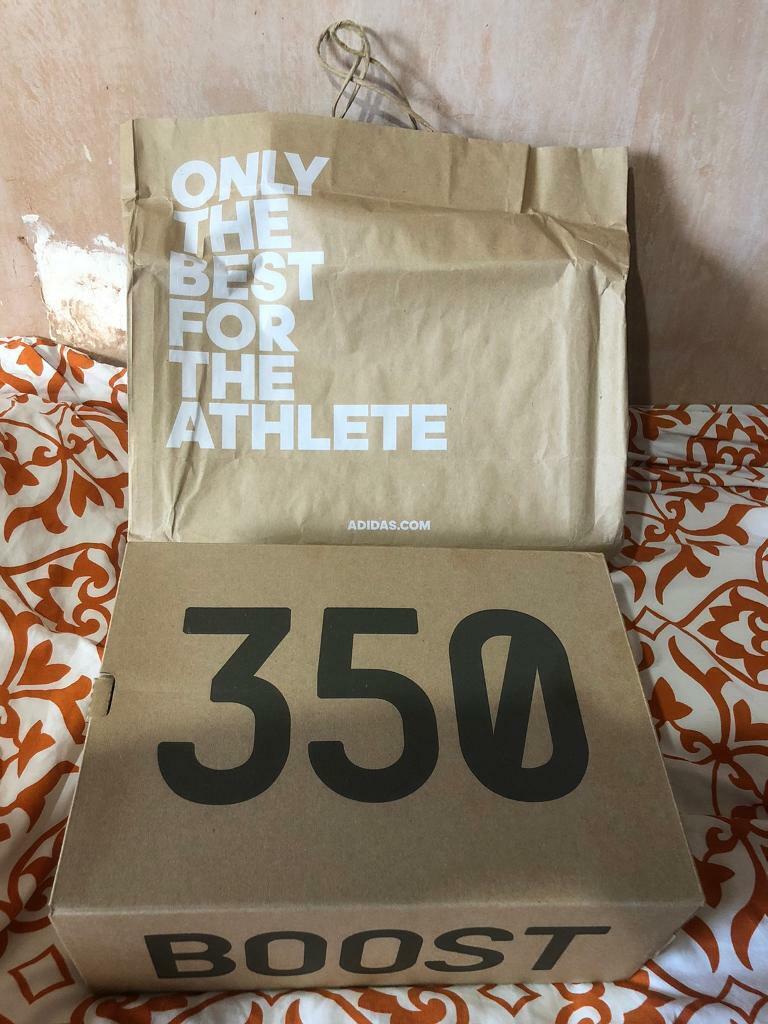 ONLY
THE
BEST
FOR
THE
ATHLETE
ADIDAS.COM
350
BOOST